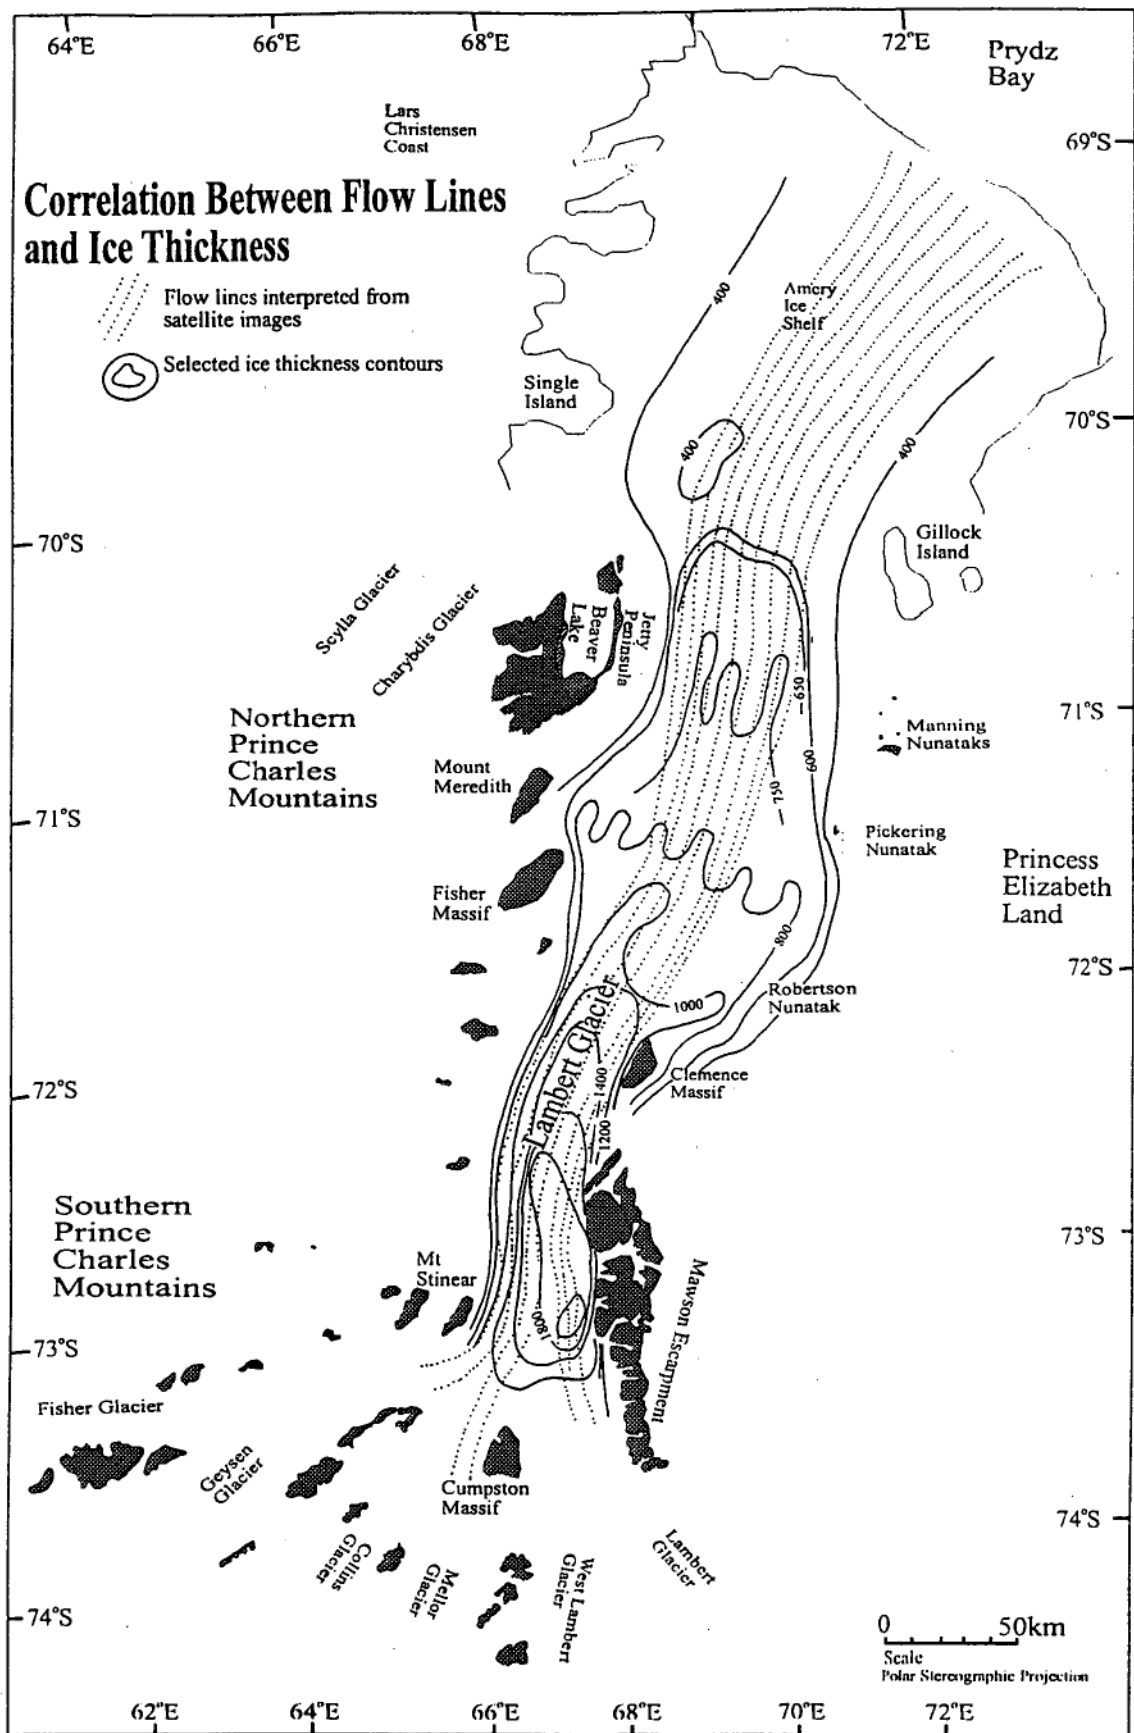 64°E
66°E
68°E
72°E
Prydz
Bay
Lars
Christensen
Coast
69°S
Correlation Between Flow Lines
and Ice Thickness
Flow lines interpreted from
satellite images
Selected ice thickness contours
400
Amery
Ice
Shelf
Single
Island
70°S
400
400
70°S
Gillock
Island
Scylla Glacier
Charybdis Glacier
Beaver
Lake
Jetty
Peninsula
Northern
Prince
Charles
Mountains
650
71°S
Manning
Nunataks
Mount
Meredith
600
750
71°S
Pickering
Nunatak
Princess
Elizabeth
Land
Fisher
Massif
800
72°S
Robertson
Nunatak
1000
Lambert Glacier
Clemence
Massif
72°S
1400
1200
Southern
Prince
Charles
Mountains
73°S
Mt
Stinear
Mawson Escarpment
1800
73°S
Fisher Glacier
Geysen
Glacier
Cumpston
Massif
74°S
Collins
Glacier
Mellor
Glacier
West Lambert
Glacier
Lambert
Glacier
74°S
0 50km
Scale
Polar Stereographic Projection
62°E
64°E
66°E
68°E
70°E
72°E